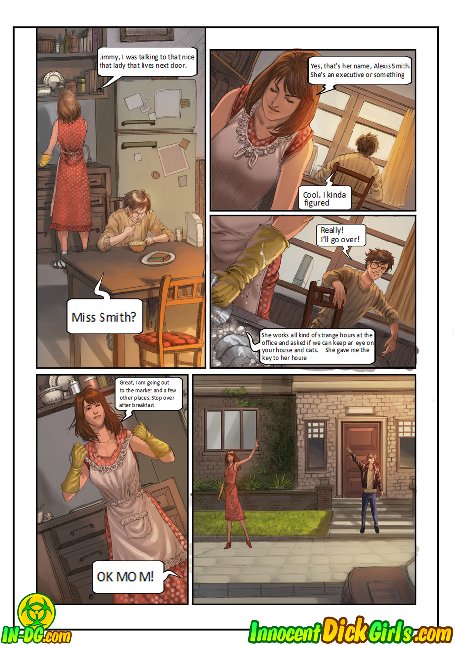 Jimmy, I was talking to that nice
that lady that lives next door.
Miss Smith?
Yes, that's her name, Alexis Smith.
She's an executive or something
Cool. I kinda
figured
Really!
I'll go over!
She works all kind of strange hours at the
office and asked if we can keep an eye on
your house and cats. She gave me the
key to her house
Great, I am going out
to the market and a few
other places. Stop over
after breakfast
OK MOM!
IN-DG.com
InnocentDickGirls.com